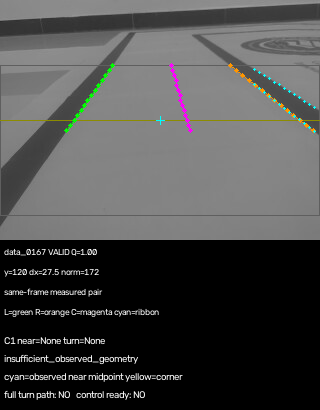 data_0167 VALID Q=1.00
y=120 dx=27.5 norm=172
same-frame measured pair
L=green R=orange C=magenta cyan=ribbon
C1 near=None turn=None
insufficient_observed_geometry
cyan=observed near midpoint yellow=corner
full turn path: NO control ready: NO